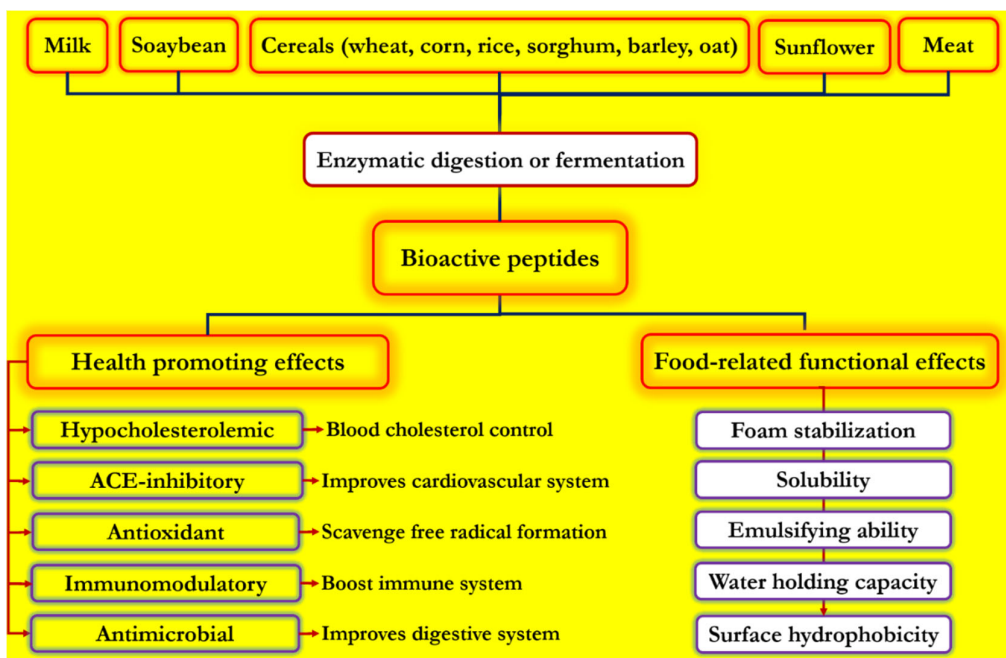 Milk
Soaybean
Cereals (wheat, corn, rice, sorghum, barley, oat)
Sunflower
Meat
Enzymatic digestion or fermentation
Bioactive peptides
Health promoting effects
Food-related functional effects
Hypocholesterolemic
Blood cholesterol control
ACE-inhibitory
Improves cardiovascular system
Antioxidant
Scavenge free radical formation
Immunomodulatory
Boost immune system
Antimicrobial
Improves digestive system
Foam stabilization
Solubility
Emulsifying ability
Water holding capacity
Surface hydrophobicity